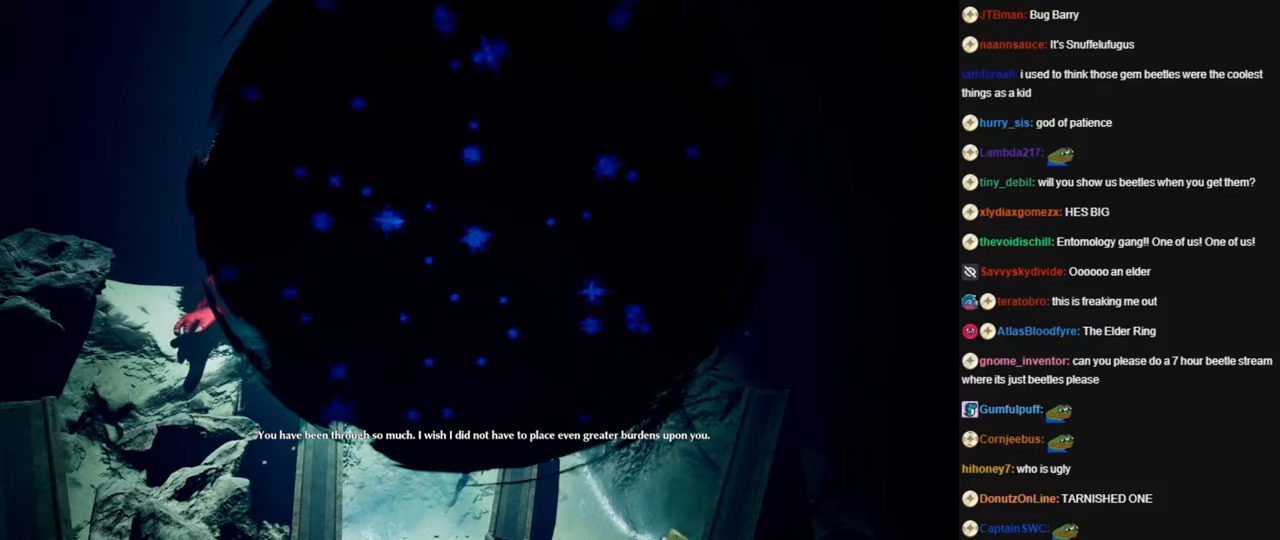 "You have been through so much. I wish I did not have to place even greater burdens upon you.
JTBman: Bug Barry
naannsauce: It's Snuffelufugus
iamforeall: i used to think those gem beetles were the coolest
things as a kid
hurry_sis: god of patience
Lambda217:
tiny_debil: will you show us beetles when you get them?
xlydiaxgomezx: HES BIG
thevoidischill: Entomology gang!! One of us! One of us!
Savvyskydivide: Oooooo an elder
teratobro: this is freaking me out
AtlasBloodfyre: The Elder Ring
gnome_inventor: can you please do a 7 hour beetle stream
where its just beetles please
Gumfulpuff:
Cornjeebus:
hihoney7: who is ugly
DonutzOnLine: TARNISHED ONE
CaptainSWC: